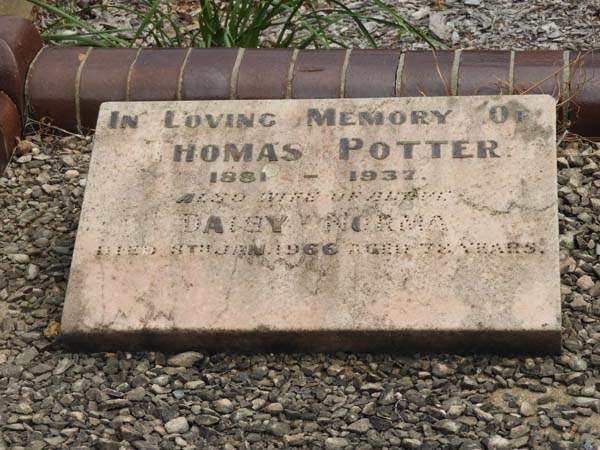 In Loving Memory Of
Thomas Potter.
1881 – 1937.
Also Wife Of Above
Daisy Norma
Died 8th Jan. 1966 Aged 78 Years.